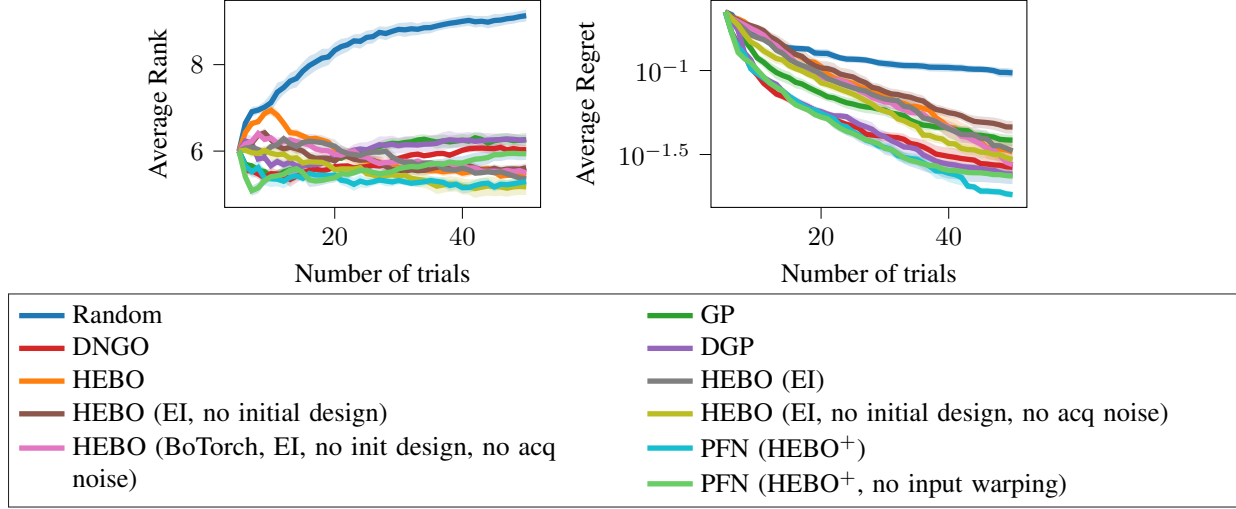 Average Rank
8
6
20
40
Number of trials
Average Regret
10^−1
10^−1.5
20
40
Number of trials
Random
DNGO
HEBO
HEBO (EI, no initial design)
HEBO (BoTorch, EI, no init design, no acq
noise)
GP
DGP
HEBO (EI)
HEBO (EI, no initial design, no acq noise)
PFN (HEBO⁺)
PFN (HEBO⁺, no input warping)